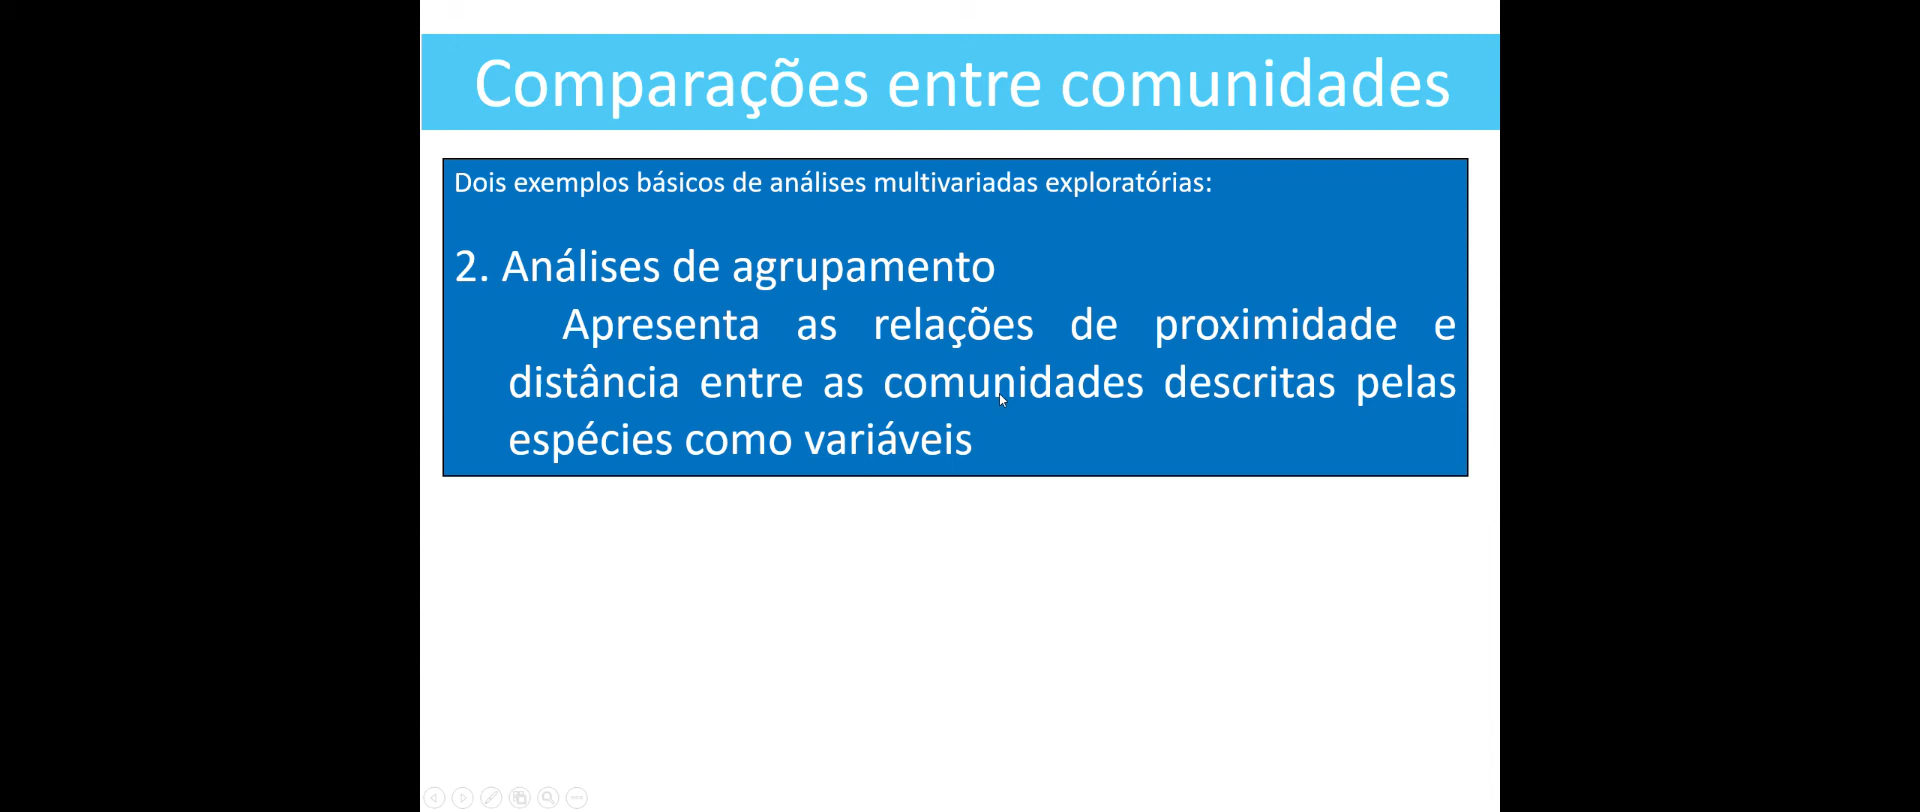 Comparações entre comunidades
Dois exemplos básicos de análises multivariadas exploratórias:
2. Análises de agrupamento
Apresenta as relações de proximidade e
distância entre as comunidades descritas pelas
espécies como variáveis